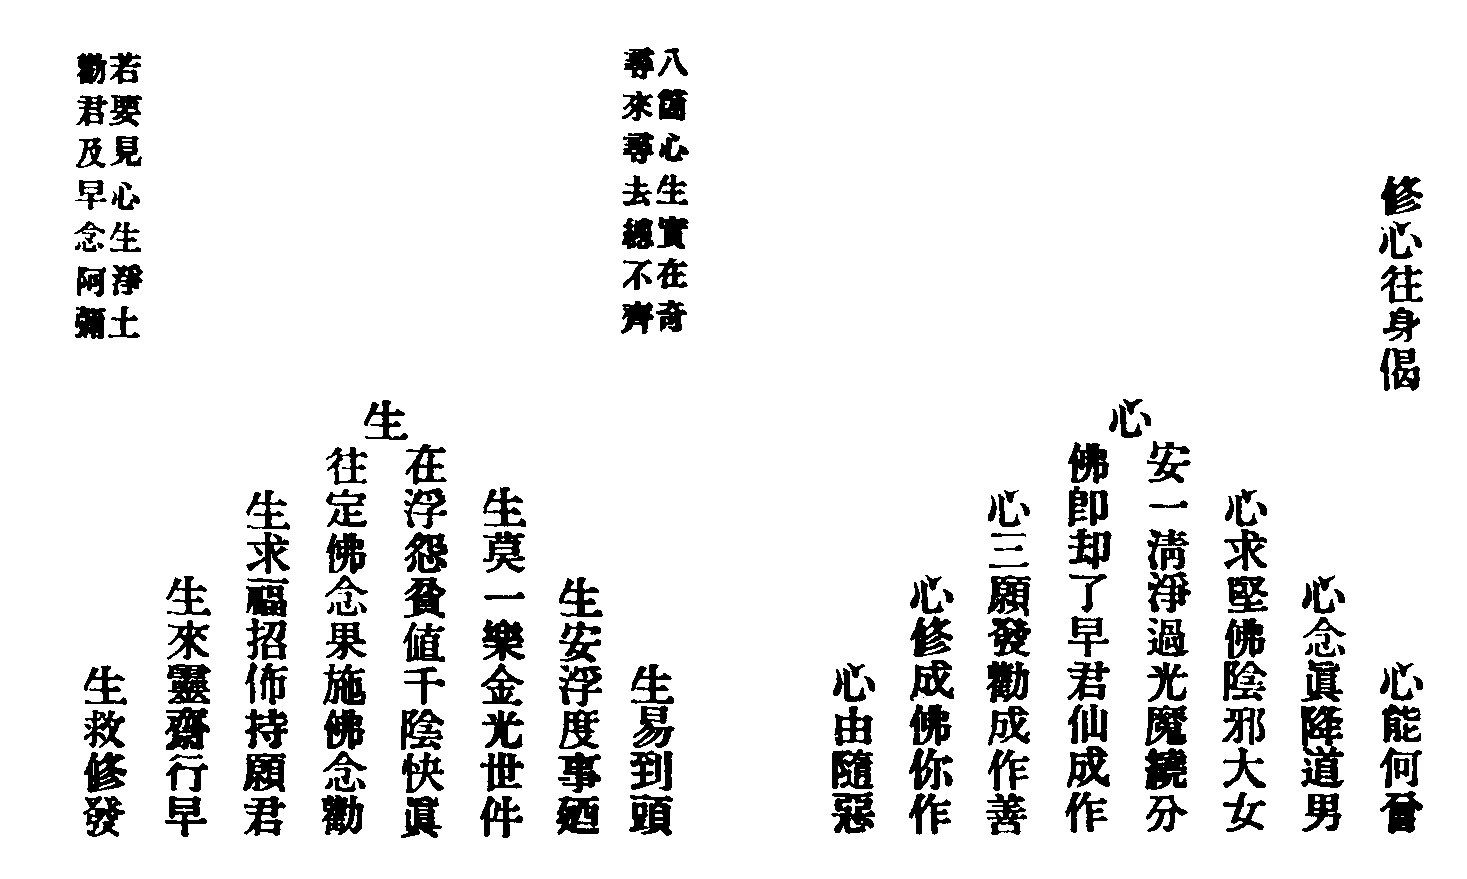 修心往身偈
心能何曾
心念眞降道男
心求堅佛陰邪大女
心
安一淸淨過光魔繞分
佛卽却了早君仙成作
心三願發勸成作善
心修成佛你作
心由隨惡
八箇心生實在奇
尋來尋去總不齊
生易到頭
生安浮度事廼
生莫一樂金光世件
生
在浮怨貧值千陰快眞
往定佛念果施佛念勸
生求福招佈持願君
生來靈齋行早
生救修發
若要見心生淨土
勸君及早念阿彌